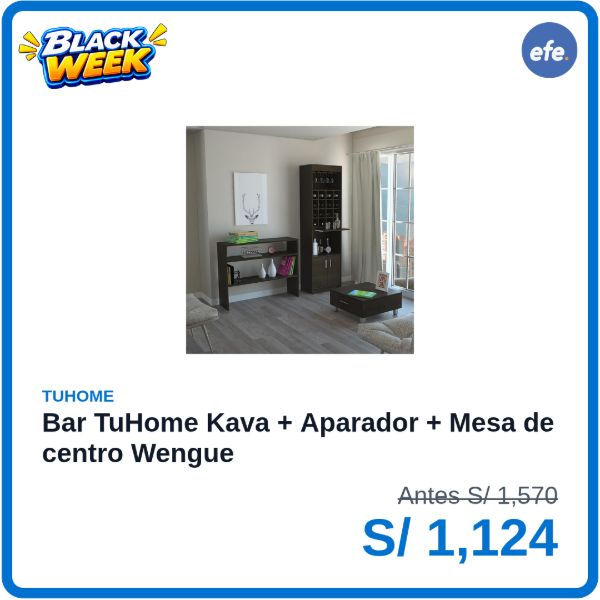 BLACK
WEEK
efe.
TUHOME
Bar TuHome Kava + Aparador + Mesa de
centro Wengue
Antes S/ 1,570
S/ 1,124